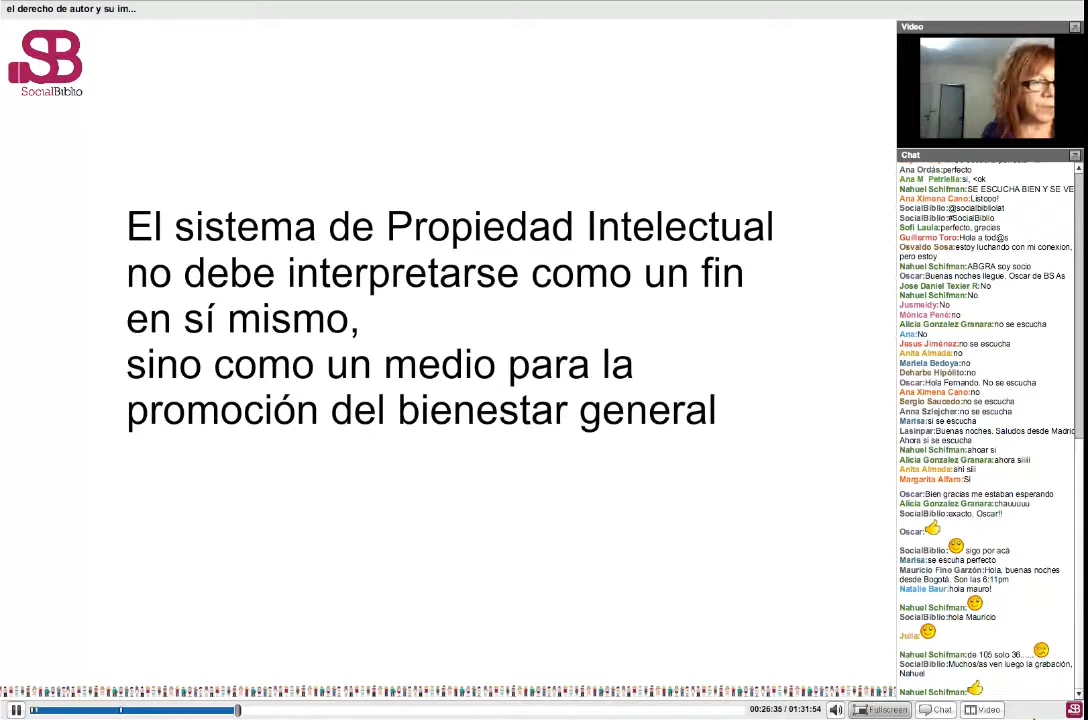 el derecho de autor y su im...
SB
SocialBiblio
El sistema de Propiedad Intelectual
no debe interpretarse como un fin
en sí mismo,
sino como un medio para la
promoción del bienestar general
Video
Chat
Ana Ordás:perfecto
Ana M Petriella:si, <ok
Nahuel Schifman:SE ESCUCHA BIEN Y SE VE
Ana Ximena Cano:Listooo!
SocialBiblio:@socialbibliolat
SocialBiblio:#SocialBiblio
Sofi Laula:perfecto, gracias
Guillermo Toro:Hola a tod@s
Osvaldo Sosa:estoy luchando con mi conexion,
pero estoy
Nahuel Schifman:ABGRA soy socio
Oscar:Buenas noches llegue. Oscar de BS As
Jose Daniel Texier R:No
Nahuel Schifman:No
Jusmeidy:No
Mónica Pené:no
Alicia Gonzalez Granara:no se escucha
Ana:No
Jesus Jiménez:no se escucha
Anita Almada:no
Mariela Bedoya:no
Deharbe Hipólito:no
Oscar:Hola Fernando. No se escucha
Ana Ximena Cano:no
Sergio Saucedo:no se escucha
Anna Szlejcher:no se escucha
Marisa:si se escucha
Lasinpar:Buenas noches. Saludos desde Madrid
Ahora si se escucha
Nahuel Schifman:ahoar si
Alicia Gonzalez Granara:ahora siiii
Anita Almada:ahi sii
Margarita Alfaro:Si
Oscar:Bien gracias me estaban esperando
Alicia Gonzalez Granara:chauuuuu
SocialBiblio:exacto, Oscar!!
Oscar:
SocialBiblio: sigo por acá
Marisa:se escuha perfecto
Mauricio Fino Garzón:Hola, buenas noches
desde Bogotá. Son las 6:11pm
Natalie Baur:hola mauro!
Nahuel Schifman:
SocialBiblio:hola Mauricio
Julia:
Nahuel Schifman:de 105 solo 36......
SocialBiblio:Muchos/as ven luego la grabación,
Nahuel
Nahuel Schifman:
00:26:35 / 01:31:54
Fullscreen
Chat
Video
SB